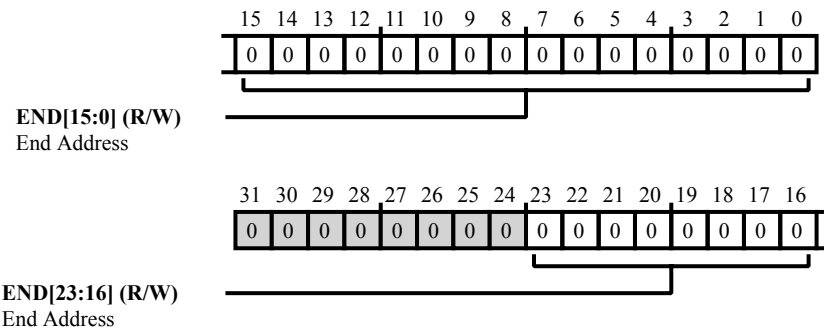 15 14 13 12 11 10 9 8 7 6 5 4 3 2 1 0
0 0 0 0 0 0 0 0 0 0 0 0 0 0 0 0
END[15:0] (R/W)
End Address
31 30 29 28 27 26 25 24 23 22 21 20 19 18 17 16
0 0 0 0 0 0 0 0 0 0 0 0 0 0 0 0
END[23:16] (R/W)
End Address